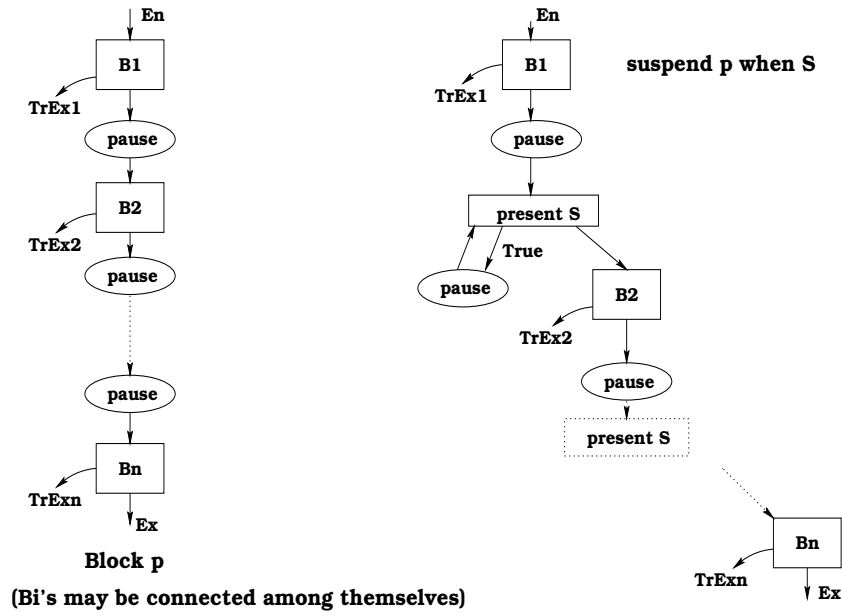 En
B1
TrEx1
pause
B2
TrEx2
pause
pause
Bn
TrExn
Ex
Block p
(Bi's may be connected among themselves)
En
B1
suspend p when S
TrEx1
pause
present S
True
pause
B2
TrEx2
pause
present S
Bn
TrExn
Ex